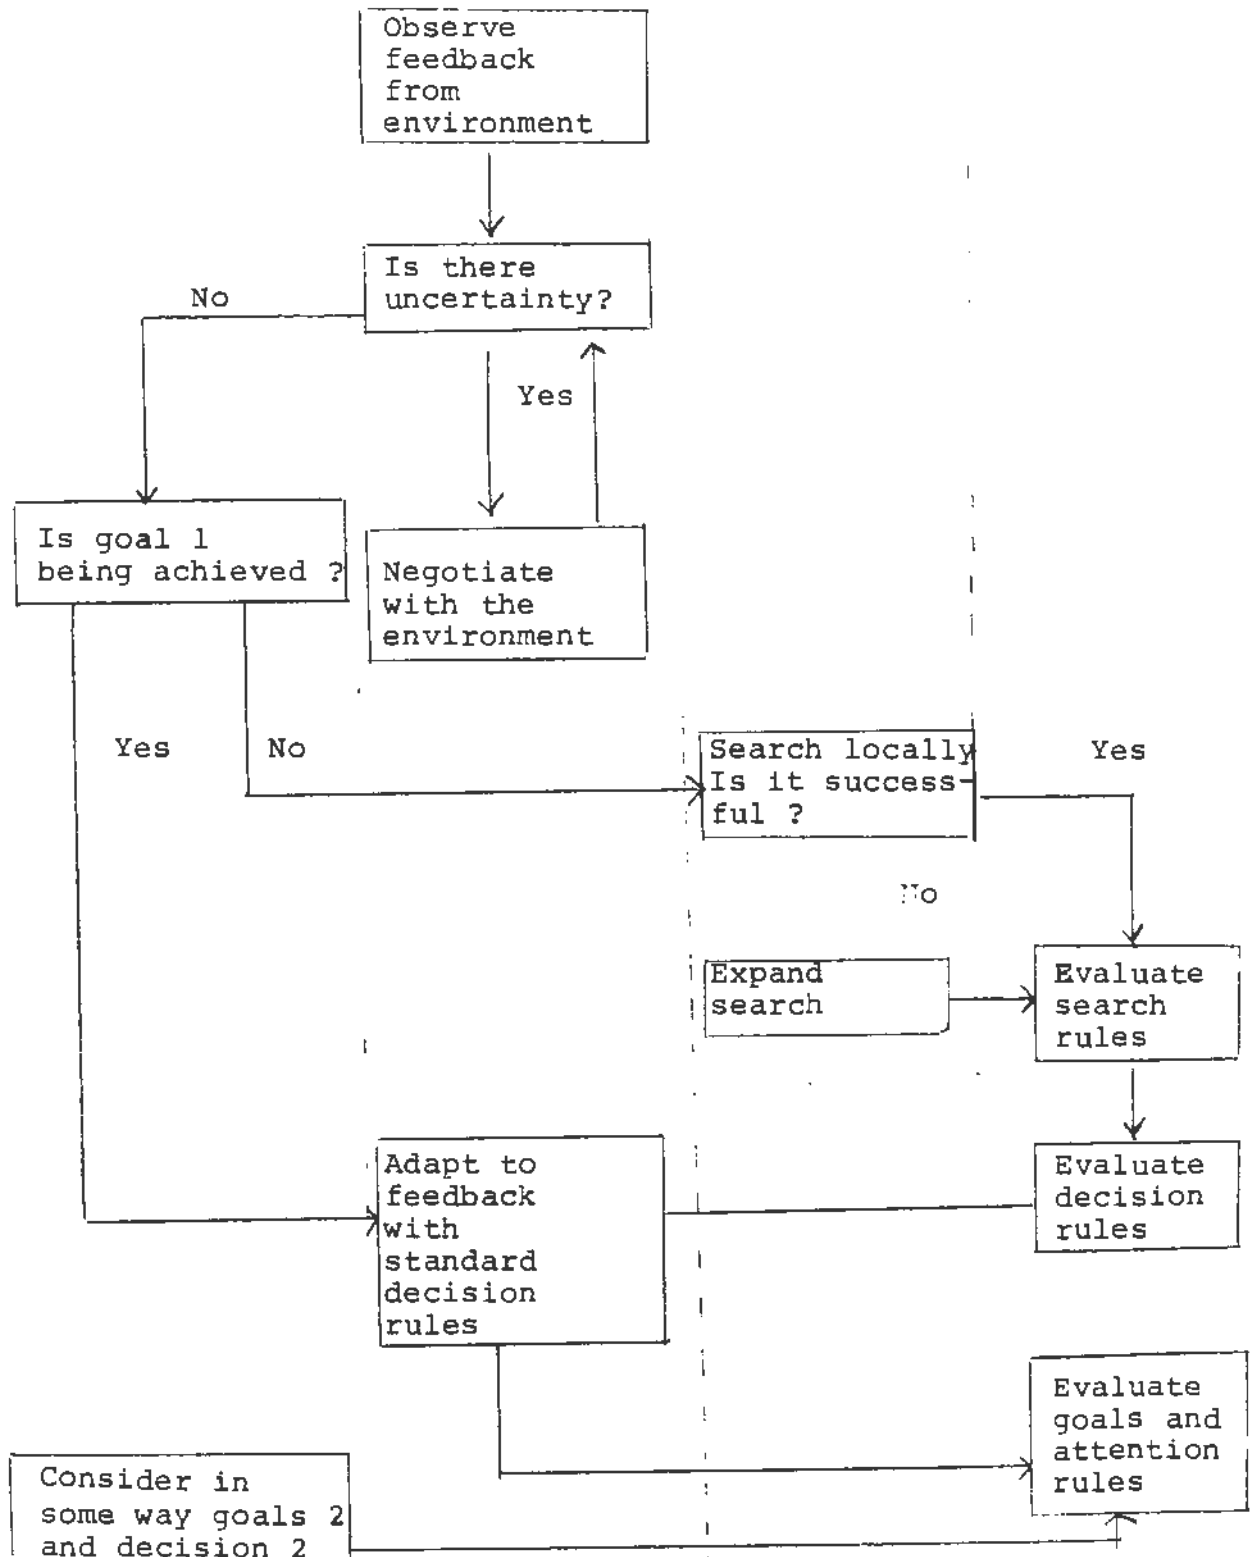 Observe
feedback
from
environment
Is there
uncertainty?
No
Yes
Is goal 1
being achieved ?
Negotiate
with the
environment
Yes
No
Search locally
Is it success-
ful ?
Yes
No
Expand
search
Evaluate
search
rules
Adapt to
feedback
with
standard
decision
rules
Evaluate
decision
rules
Evaluate
goals and
attention
rules
Consider in
some way goals 2
and decision 2